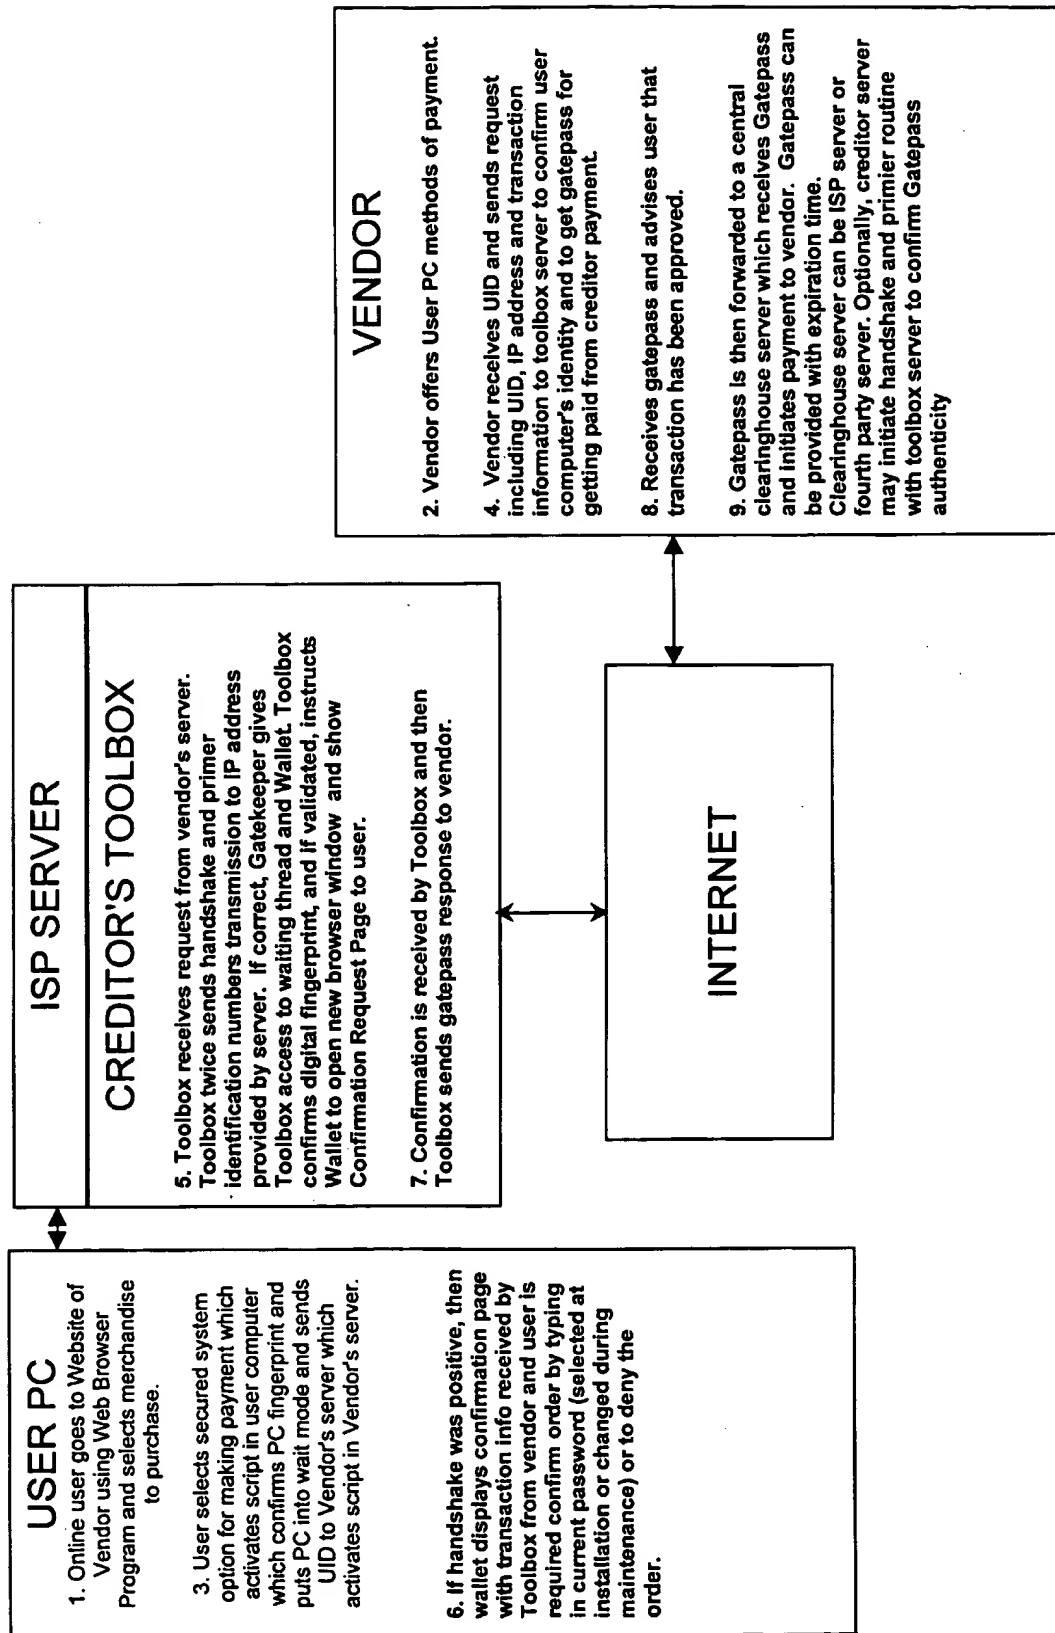 USER PC
1. Online user goes to Website of
Vendor using Web Browser
Program and selects merchandise
to purchase.
3. User selects secured system
option for making payment which
activates script in user computer
which confirms PC fingerprint and
puts PC into wait mode and sends
UID to Vendor's server which
activates script in Vendor's server.
6. If handshake was positive, then
wallet displays confirmation page
with transaction info received by
Toolbox from vendor and user is
required confirm order by typing
in current password (selected at
installation or changed during
maintenance) or to deny the
order.
ISP SERVER
CREDITOR'S TOOLBOX
5. Toolbox receives request from vendor's server.
Toolbox twice sends handshake and primer
identification numbers transmission to IP address
provided by server. If correct, Gatekeeper gives
Toolbox access to waiting thread and Wallet. Toolbox
confirms digital fingerprint, and if validated, instructs
Wallet to open new browser window and show
Confirmation Request Page to user.
7. Confirmation is received by Toolbox and then
Toolbox sends gatepass response to vendor.
INTERNET
VENDOR
2. Vendor offers User PC methods of payment.
4. Vendor receives UID and sends request
including UID, IP address and transaction
information to toolbox server to confirm user
computer's identity and to get gatepass for
getting paid from creditor payment.
8. Receives gatepass and advises user that
transaction has been approved.
9. Gatepass is then forwarded to a central
clearinghouse server which receives Gatepass
and initiates payment to vendor. Gatepass can
be provided with expiration time.
Clearinghouse server can be ISP server or
fourth party server. Optionally, creditor server
may initiate handshake and primier routine
with toolbox server to confirm Gatepass
authenticity